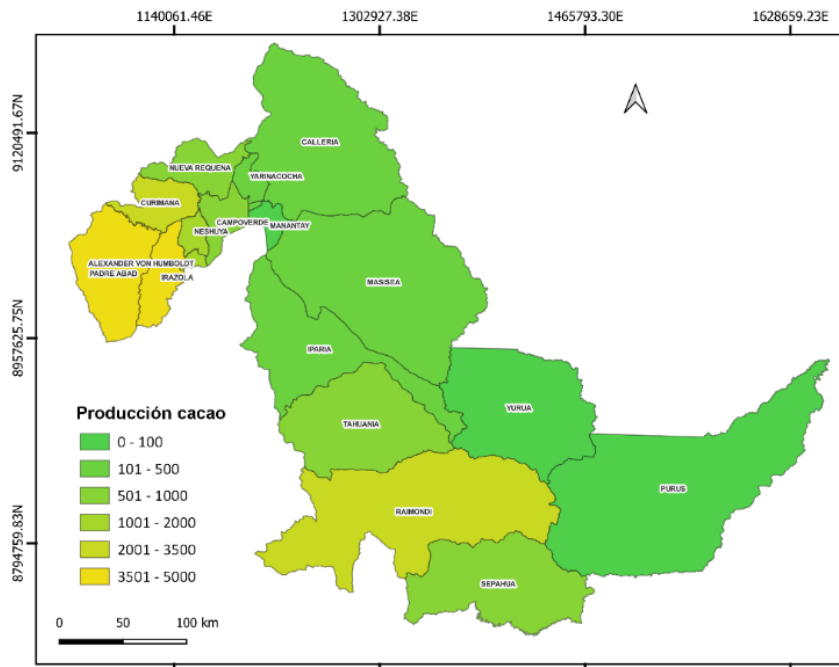 1140061.46E 1302927.38E 1465793.30E 1628659.23E
9120491.67N
8957625.75N
8794759.83N
CALLERIA
NUEVA REQUENA
YARINACOCHA
CURIMANA
CAMPOVERDE
MANANTAY
NESHUYA
ALEXANDER VON HUMBOLDT
PADRE ABAD
IRAZOLA
MASISEA
IPARIA
YURUA
TAHUANIA
PURUS
RAIMONDI
SEPAHUA
Producción cacao
0 - 100
101 - 500
501 - 1000
1001 - 2000
2001 - 3500
3501 - 5000
0 50 100 km